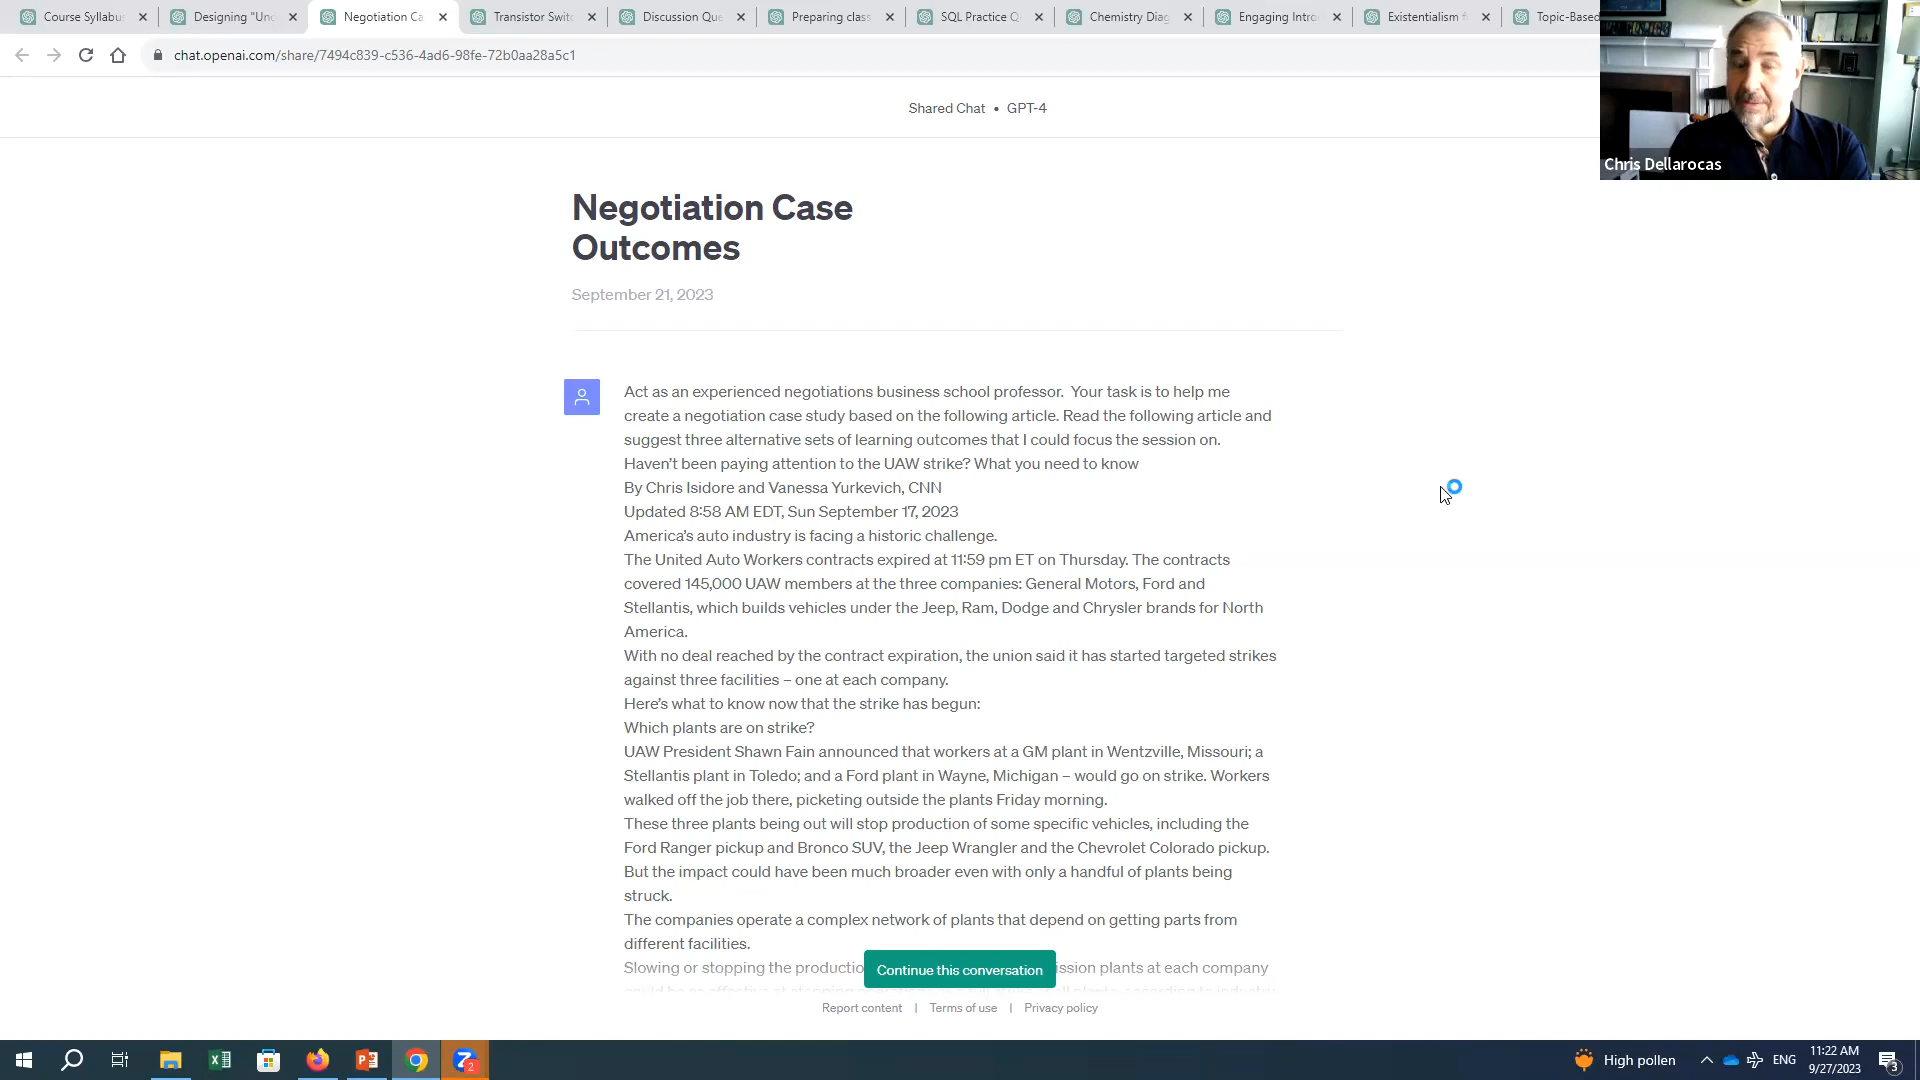 Course Syllabu
Designing "Unc
Negotiation Ca
Transistor Swit
Discussion Que
Preparing class
SQL Practice Q
Chemistry Diag
Engaging Intro
Existentialism f
Topic-Based
chat.openai.com/share/7494c839-c536-4ad6-98fe-72b0aa28a5c1
Chris Dellarocas
Shared Chat • GPT-4
Negotiation Case
Outcomes
September 21, 2023
Act as an experienced negotiations business school professor. Your task is to help me
create a negotiation case study based on the following article. Read the following article and
suggest three alternative sets of learning outcomes that I could focus the session on.
Haven't been paying attention to the UAW strike? What you need to know
By Chris Isidore and Vanessa Yurkevich, CNN
Updated 8:58 AM EDT, Sun September 17, 2023
America's auto industry is facing a historic challenge.
The United Auto Workers contracts expired at 11:59 pm ET on Thursday. The contracts
covered 145,000 UAW members at the three companies: General Motors, Ford and
Stellantis, which builds vehicles under the Jeep, Ram, Dodge and Chrysler brands for North
America.
With no deal reached by the contract expiration, the union said it has started targeted strikes
against three facilities – one at each company.
Here's what to know now that the strike has begun:
Which plants are on strike?
UAW President Shawn Fain announced that workers at a GM plant in Wentzville, Missouri; a
Stellantis plant in Toledo; and a Ford plant in Wayne, Michigan – would go on strike. Workers
walked off the job there, picketing outside the plants Friday morning.
These three plants being out will stop production of some specific vehicles, including the
Ford Ranger pickup and Bronco SUV, the Jeep Wrangler and the Chevrolet Colorado pickup.
But the impact could have been much broader even with only a handful of plants being
struck.
The companies operate a complex network of plants that depend on getting parts from
different facilities.
Slowing or stopping the productio
ission plants at each company
Continue this conversation
Report content | Terms of use | Privacy policy
High pollen
ENG
11:22 AM
9/27/2023
3
2